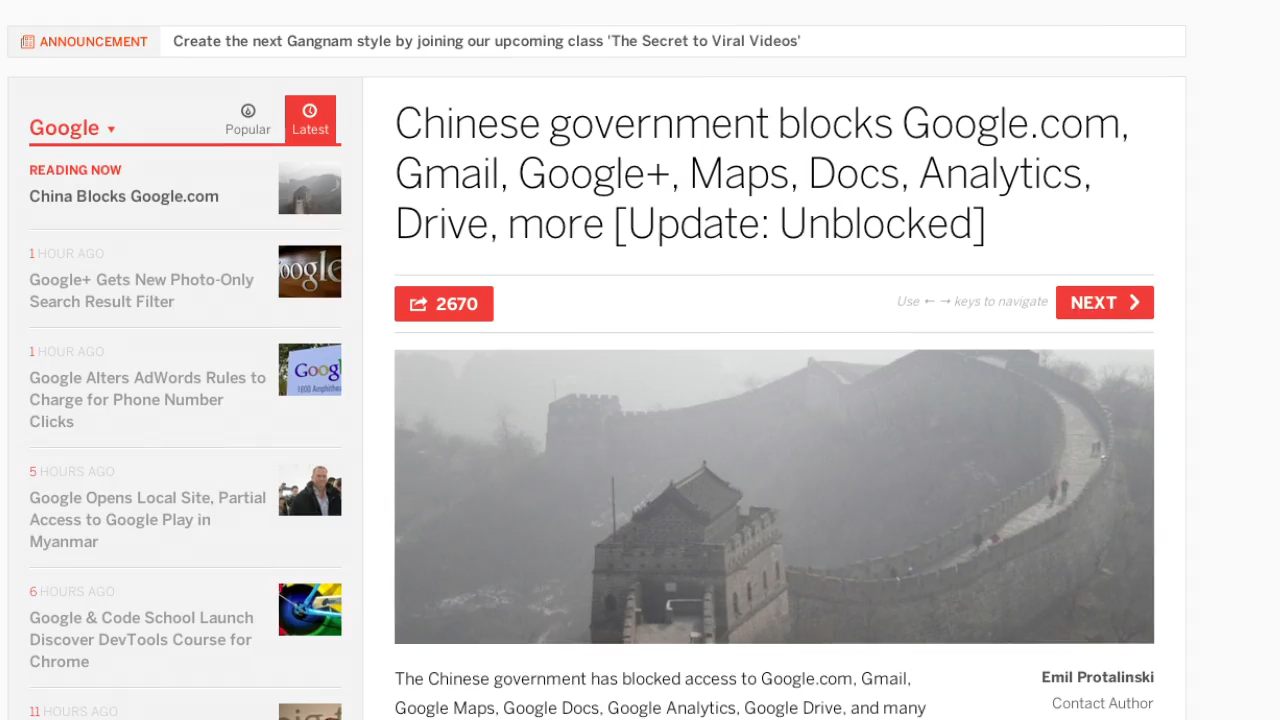 ANNOUNCEMENT Create the next Gangnam style by joining our upcoming class 'The Secret to Viral Videos'
Google
Popular
Latest
READING NOW
China Blocks Google.com
1 HOUR AGO
Google+ Gets New Photo-Only
Search Result Filter
1 HOUR AGO
Google Alters AdWords Rules to
Charge for Phone Number
Clicks
5 HOURS AGO
Google Opens Local Site, Partial
Access to Google Play in
Myanmar
6 HOURS AGO
Google & Code School Launch
Discover DevTools Course for
Chrome
11 HOURS AGO
Chinese government blocks Google.com,
Gmail, Google+, Maps, Docs, Analytics,
Drive, more [Update: Unblocked]
2670
Use ← → keys to navigate
NEXT
The Chinese government has blocked access to Google.com, Gmail,
Google Maps, Google Docs, Google Analytics, Google Drive, and many
Emil Protalinski
Contact Author